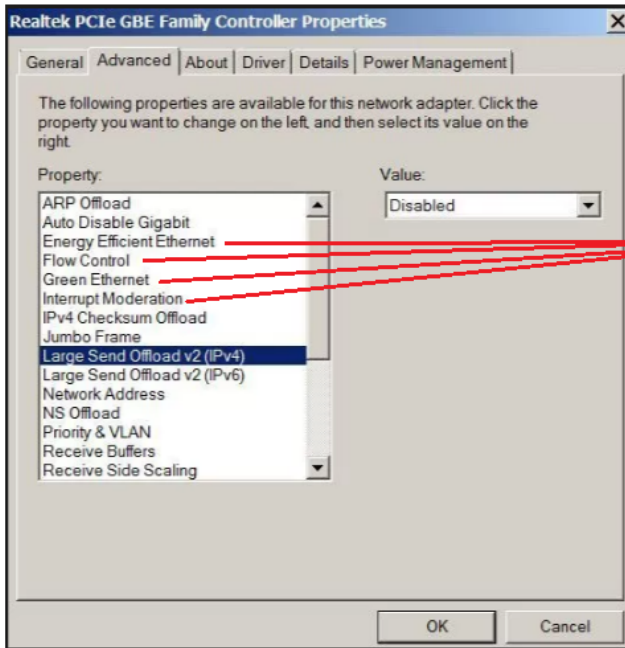 Realtek PCIe GBE Family Controller Properties
General Advanced About Driver Details Power Management
The following properties are available for this network adapter. Click the
property you want to change on the left, and then select its value on the
right.
Property:
Value:
ARP Offload
Disabled
Auto Disable Gigabit
Energy Efficient Ethernet
Flow Control
Green Ethernet
Interrupt Moderation
IPv4 Checksum Offload
Jumbo Frame
Large Send Offload v2 (IPv4)
Large Send Offload v2 (IPv6)
Network Address
NS Offload
Priority & VLAN
Receive Buffers
Receive Side Scaling
OK
Cancel